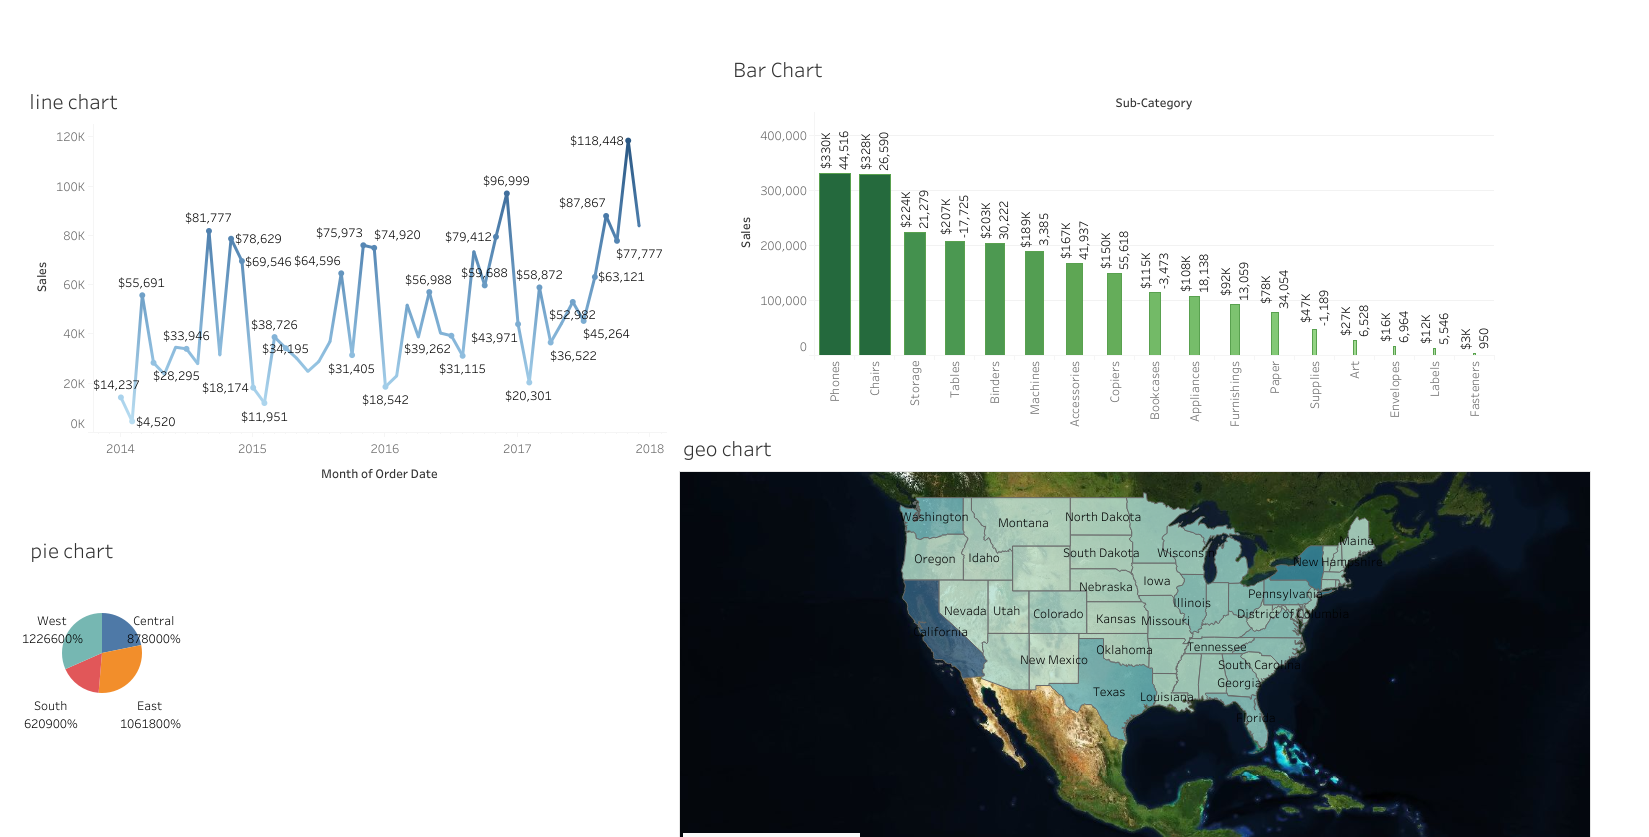 line chart
120K
100K
80K
60K
40K
20K
0K
Sales
$14,237
$4,520
$55,691
$28,295
$33,946
$81,777
$78,629
$69,546
$18,174
$11,951
$38,726
$34,195
$64,596
$31,405
$75,973
$74,920
$18,542
$39,262
$56,988
$31,115
$59,688
$79,412
$96,999
$43,971
$20,301
$58,872
$36,522
$52,982
$45,264
$63,121
$87,867
$77,777
$118,448
2014 2015 2016 2017 2018
Month of Order Date
Bar Chart
Sub-Category
400,000
300,000
200,000
100,000
0
Sales
$330K
44,516
$328K
26,590
$224K
21,279
$207K
-17,725
$203K
30,222
$189K
3,385
$167K
41,937
$150K
55,618
$115K
-3,473
$108K
18,138
$92K
13,059
$78K
34,054
$47K
-1,189
$27K
6,528
$16K
6,964
$12K
5,546
$3K
950
Phones
Chairs
Storage
Tables
Binders
Machines
Accessories
Copiers
Bookcases
Appliances
Furnishings
Paper
Supplies
Art
Envelopes
Labels
Fasteners
pie chart
West
1226600%
Central
878000%
South
620900%
East
1061800%
geo chart
Washington
Montana
North Dakota
Maine
Oregon
Idaho
South Dakota
Wisconsin
New Hampshire
Nebraska
Iowa
Pennsylvania
Nevada
Utah
Colorado
Illinois
District of Columbia
Kansas
Missouri
California
Oklahoma
Tennessee
New Mexico
South Carolina
Georgia
Texas
Louisiana
Florida